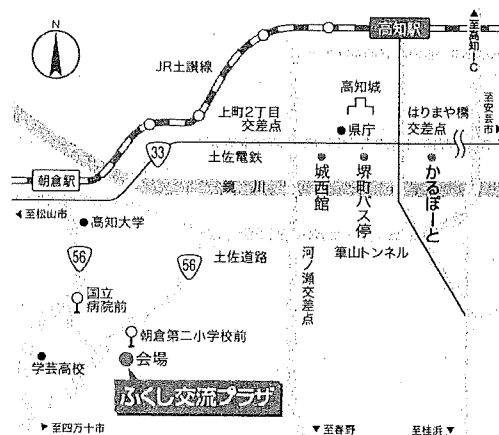 N
高知駅
▲至高知IC
JR土讃線
高知城
上町2丁目
交差点
県庁
はりまや橋
交差点
至安芸市▶
33
土佐電鉄
朝倉駅
鏡川
城西館
堺町バス停
かるぽーと
◀至松山市
高知大学
56
56
土佐道路
河ノ瀬交差点
筆山トンネル
国立
病院前
朝倉第二小学校前
学芸高校
会場
ふくし交流プラザ
▶至四万十市
▼至春野
▼至桂浜